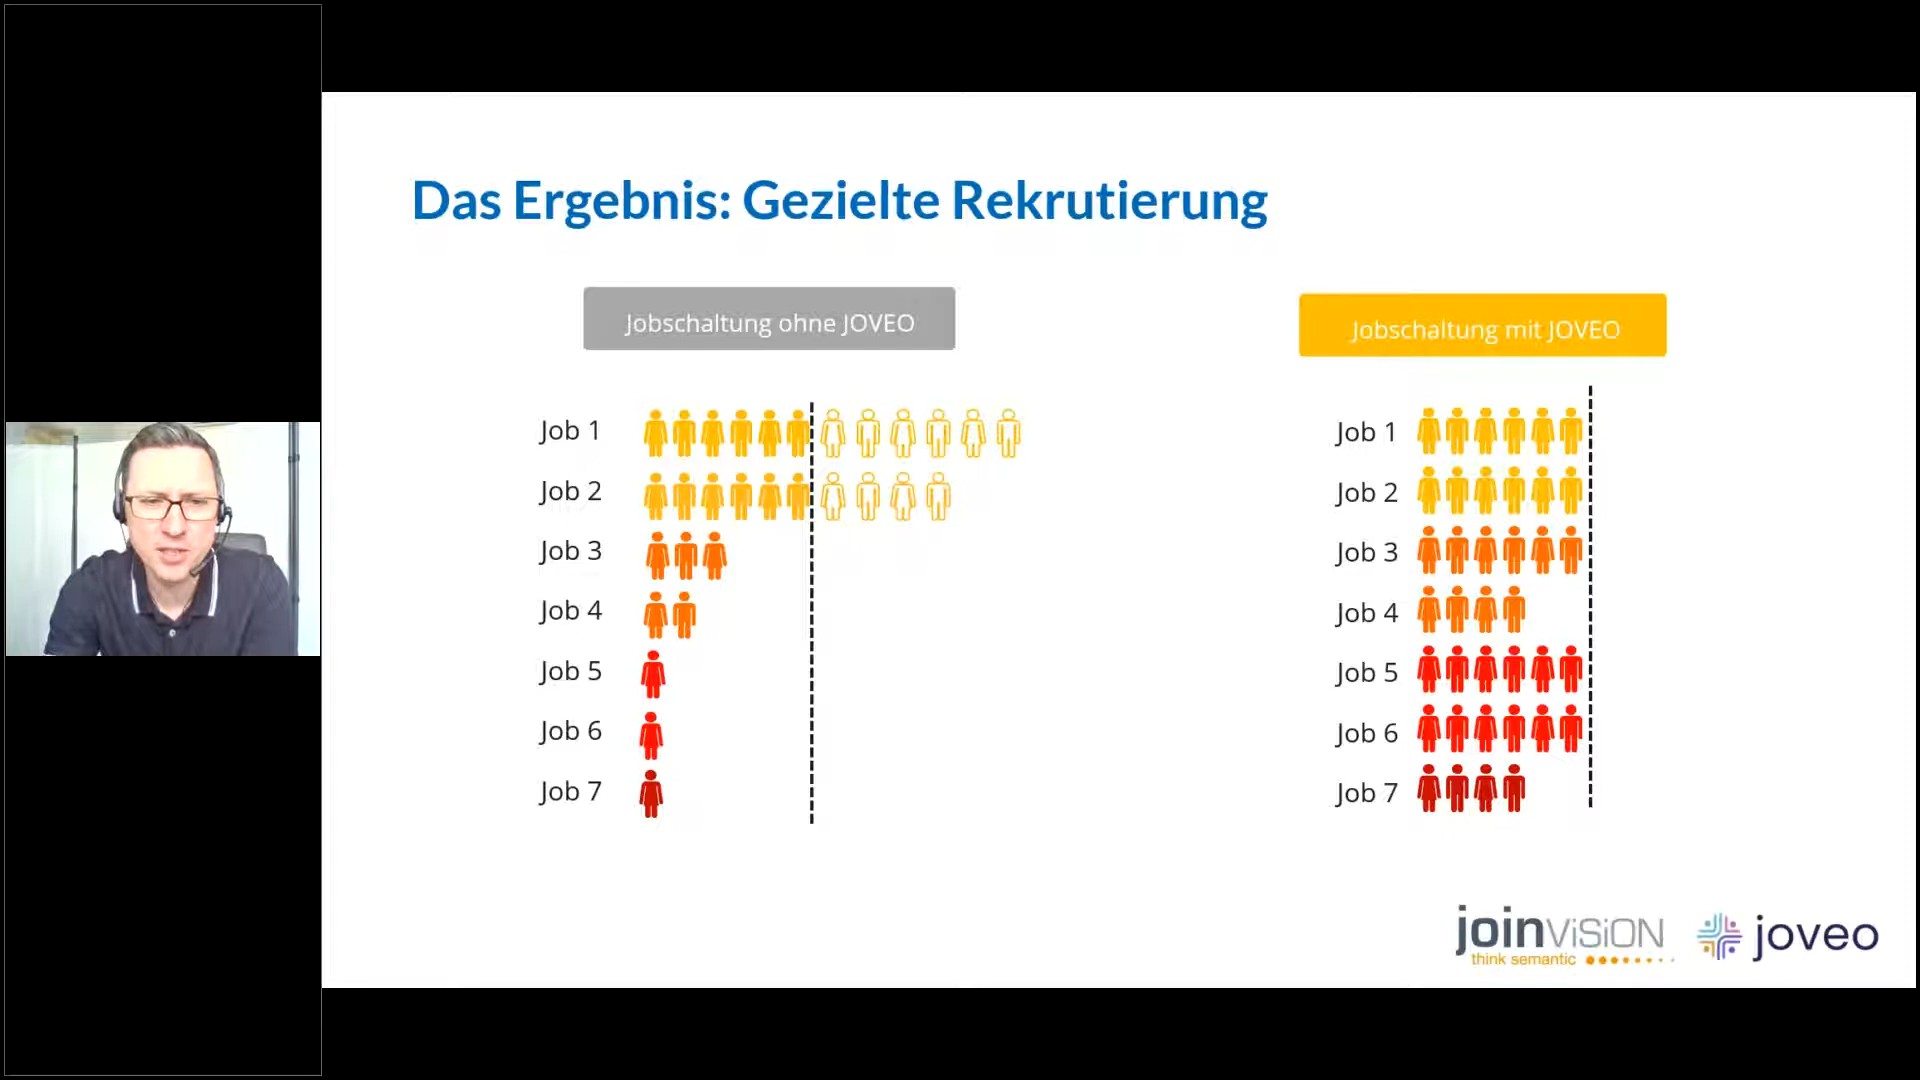 Das Ergebnis: Gezielte Rekrutierung
Jobschaltung ohne JOVEO
Job 1
Job 2
Job 3
Job 4
Job 5
Job 6
Job 7
Jobschaltung mit JOVEO
Job 1
Job 2
Job 3
Job 4
Job 5
Job 6
Job 7
joinViSiON
think semantic
joveo